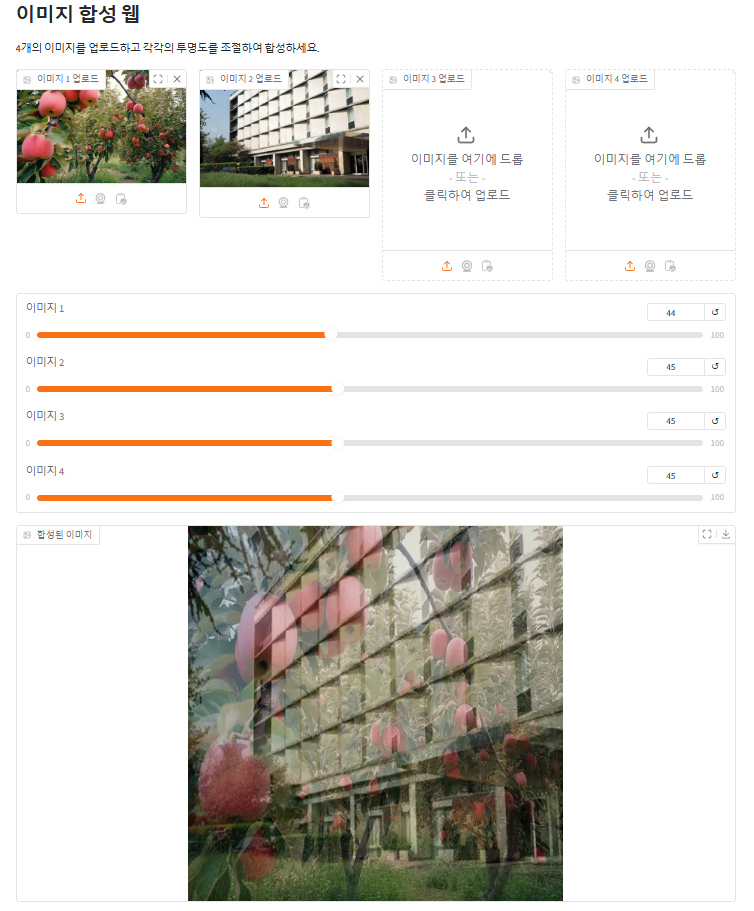 이미지 합성 웹
4개의 이미지를 업로드하고 각각의 투명도를 조절하여 합성하세요.
이미지 1 업로드
이미지 2 업로드
이미지 3 업로드
이미지를 여기에 드롭
- 또는 -
클릭하여 업로드
이미지 4 업로드
이미지를 여기에 드롭
- 또는 -
클릭하여 업로드
이미지 1
44
0
100
이미지 2
45
0
100
이미지 3
45
0
100
이미지 4
45
0
100
합성된 이미지